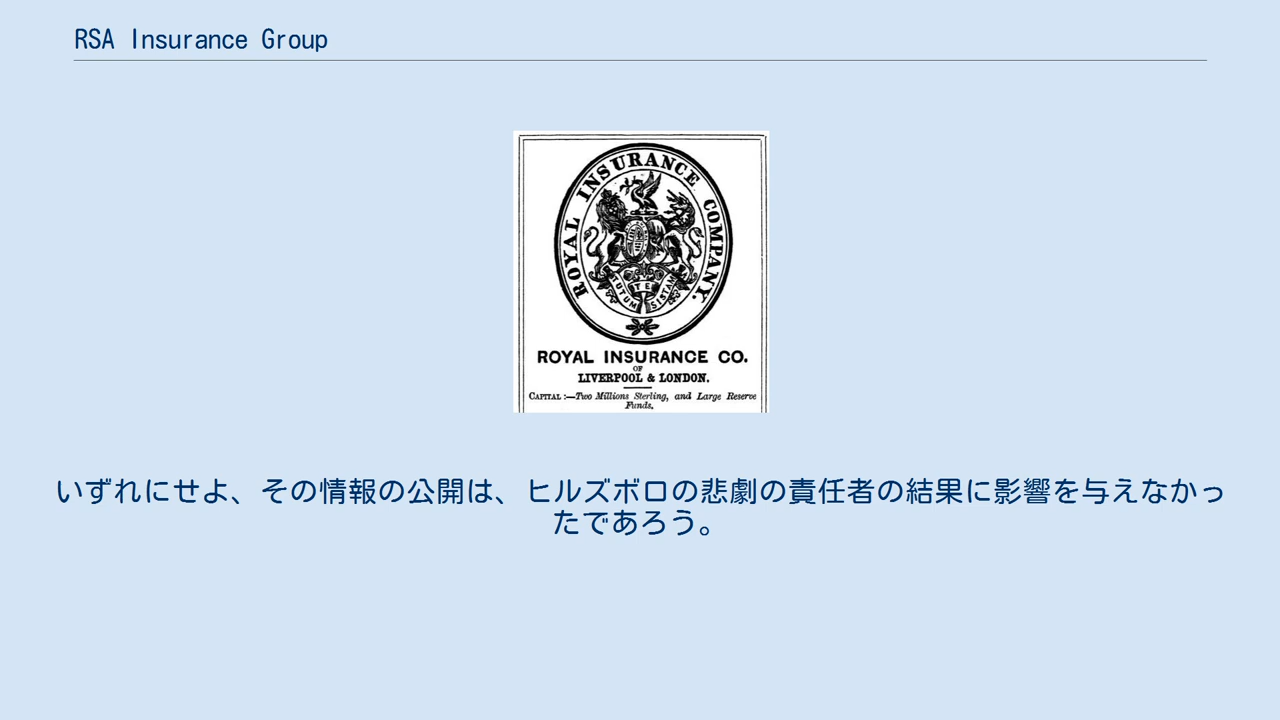 RSA Insurance Group
ROYAL INSURANCE COMPANY.
TUTUM TE SISTAM
ROYAL INSURANCE CO.
OF
LIVERPOOL & LONDON.
CAPITAL :—Two Millions Sterling, and Large Reserve
Funds.
いずれにせよ、その情報の公開は、ヒルズボロの悲劇の責任者の結果に影響を与えなかっ
たであろう。